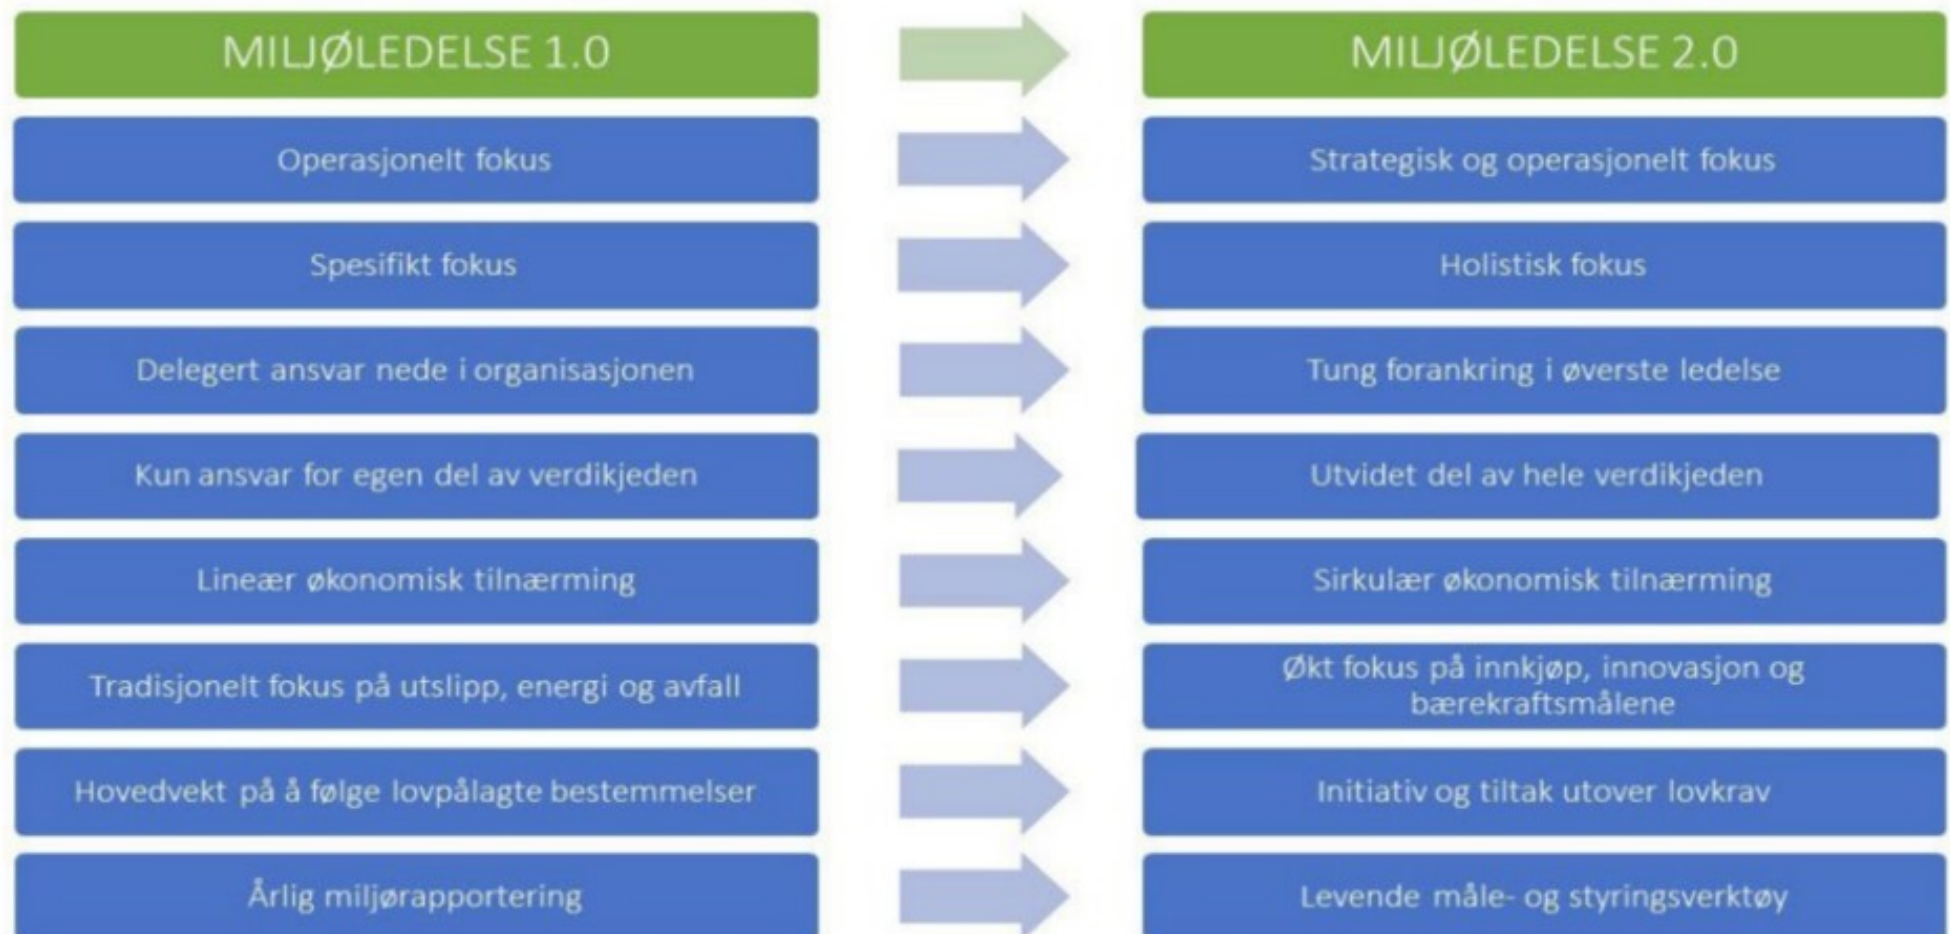 MILJØLEDELSE 1.0
MILJØLEDELSE 2.0
Operasjonelt fokus
Strategisk og operasjonelt fokus
Spesifikt fokus
Holistisk fokus
Delegert ansvar nede i organisasjonen
Tung forankring i øverste ledelse
Kun ansvar for egen del av verdikjeden
Utvidet del av hele verdikjeden
Lineær økonomisk tilnærming
Sirkulær økonomisk tilnærming
Tradisjonelt fokus på utslipp, energi og avfall
Økt fokus på innkjøp, innovasjon og
bærekraftsmålene
Hovedvekt på å følge lovpålagte bestemmelser
Initiativ og tiltak utover lovkrav
Årlig miljørapportering
Levende måle- og styringsverktøy